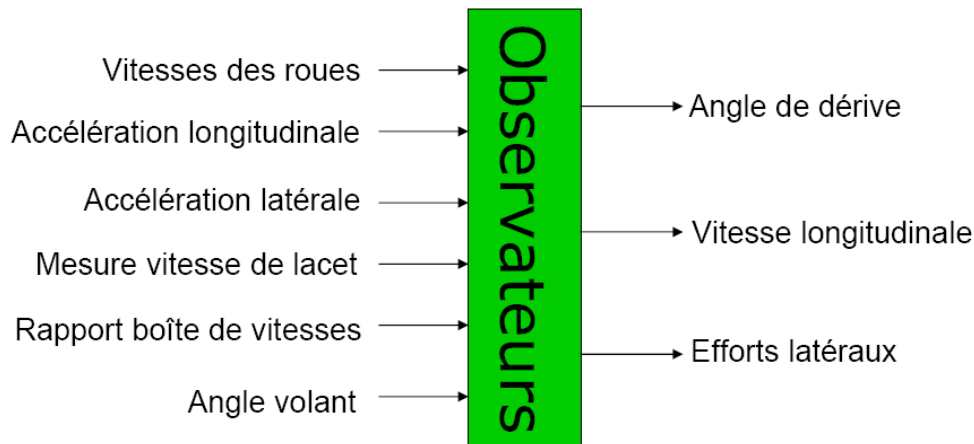 Vitesses des roues
Accélération longitudinale
Accélération latérale
Mesure vitesse de lacet
Rapport boîte de vitesses
Angle volant
Observateurs
Angle de dérive
Vitesse longitudinale
Efforts latéraux